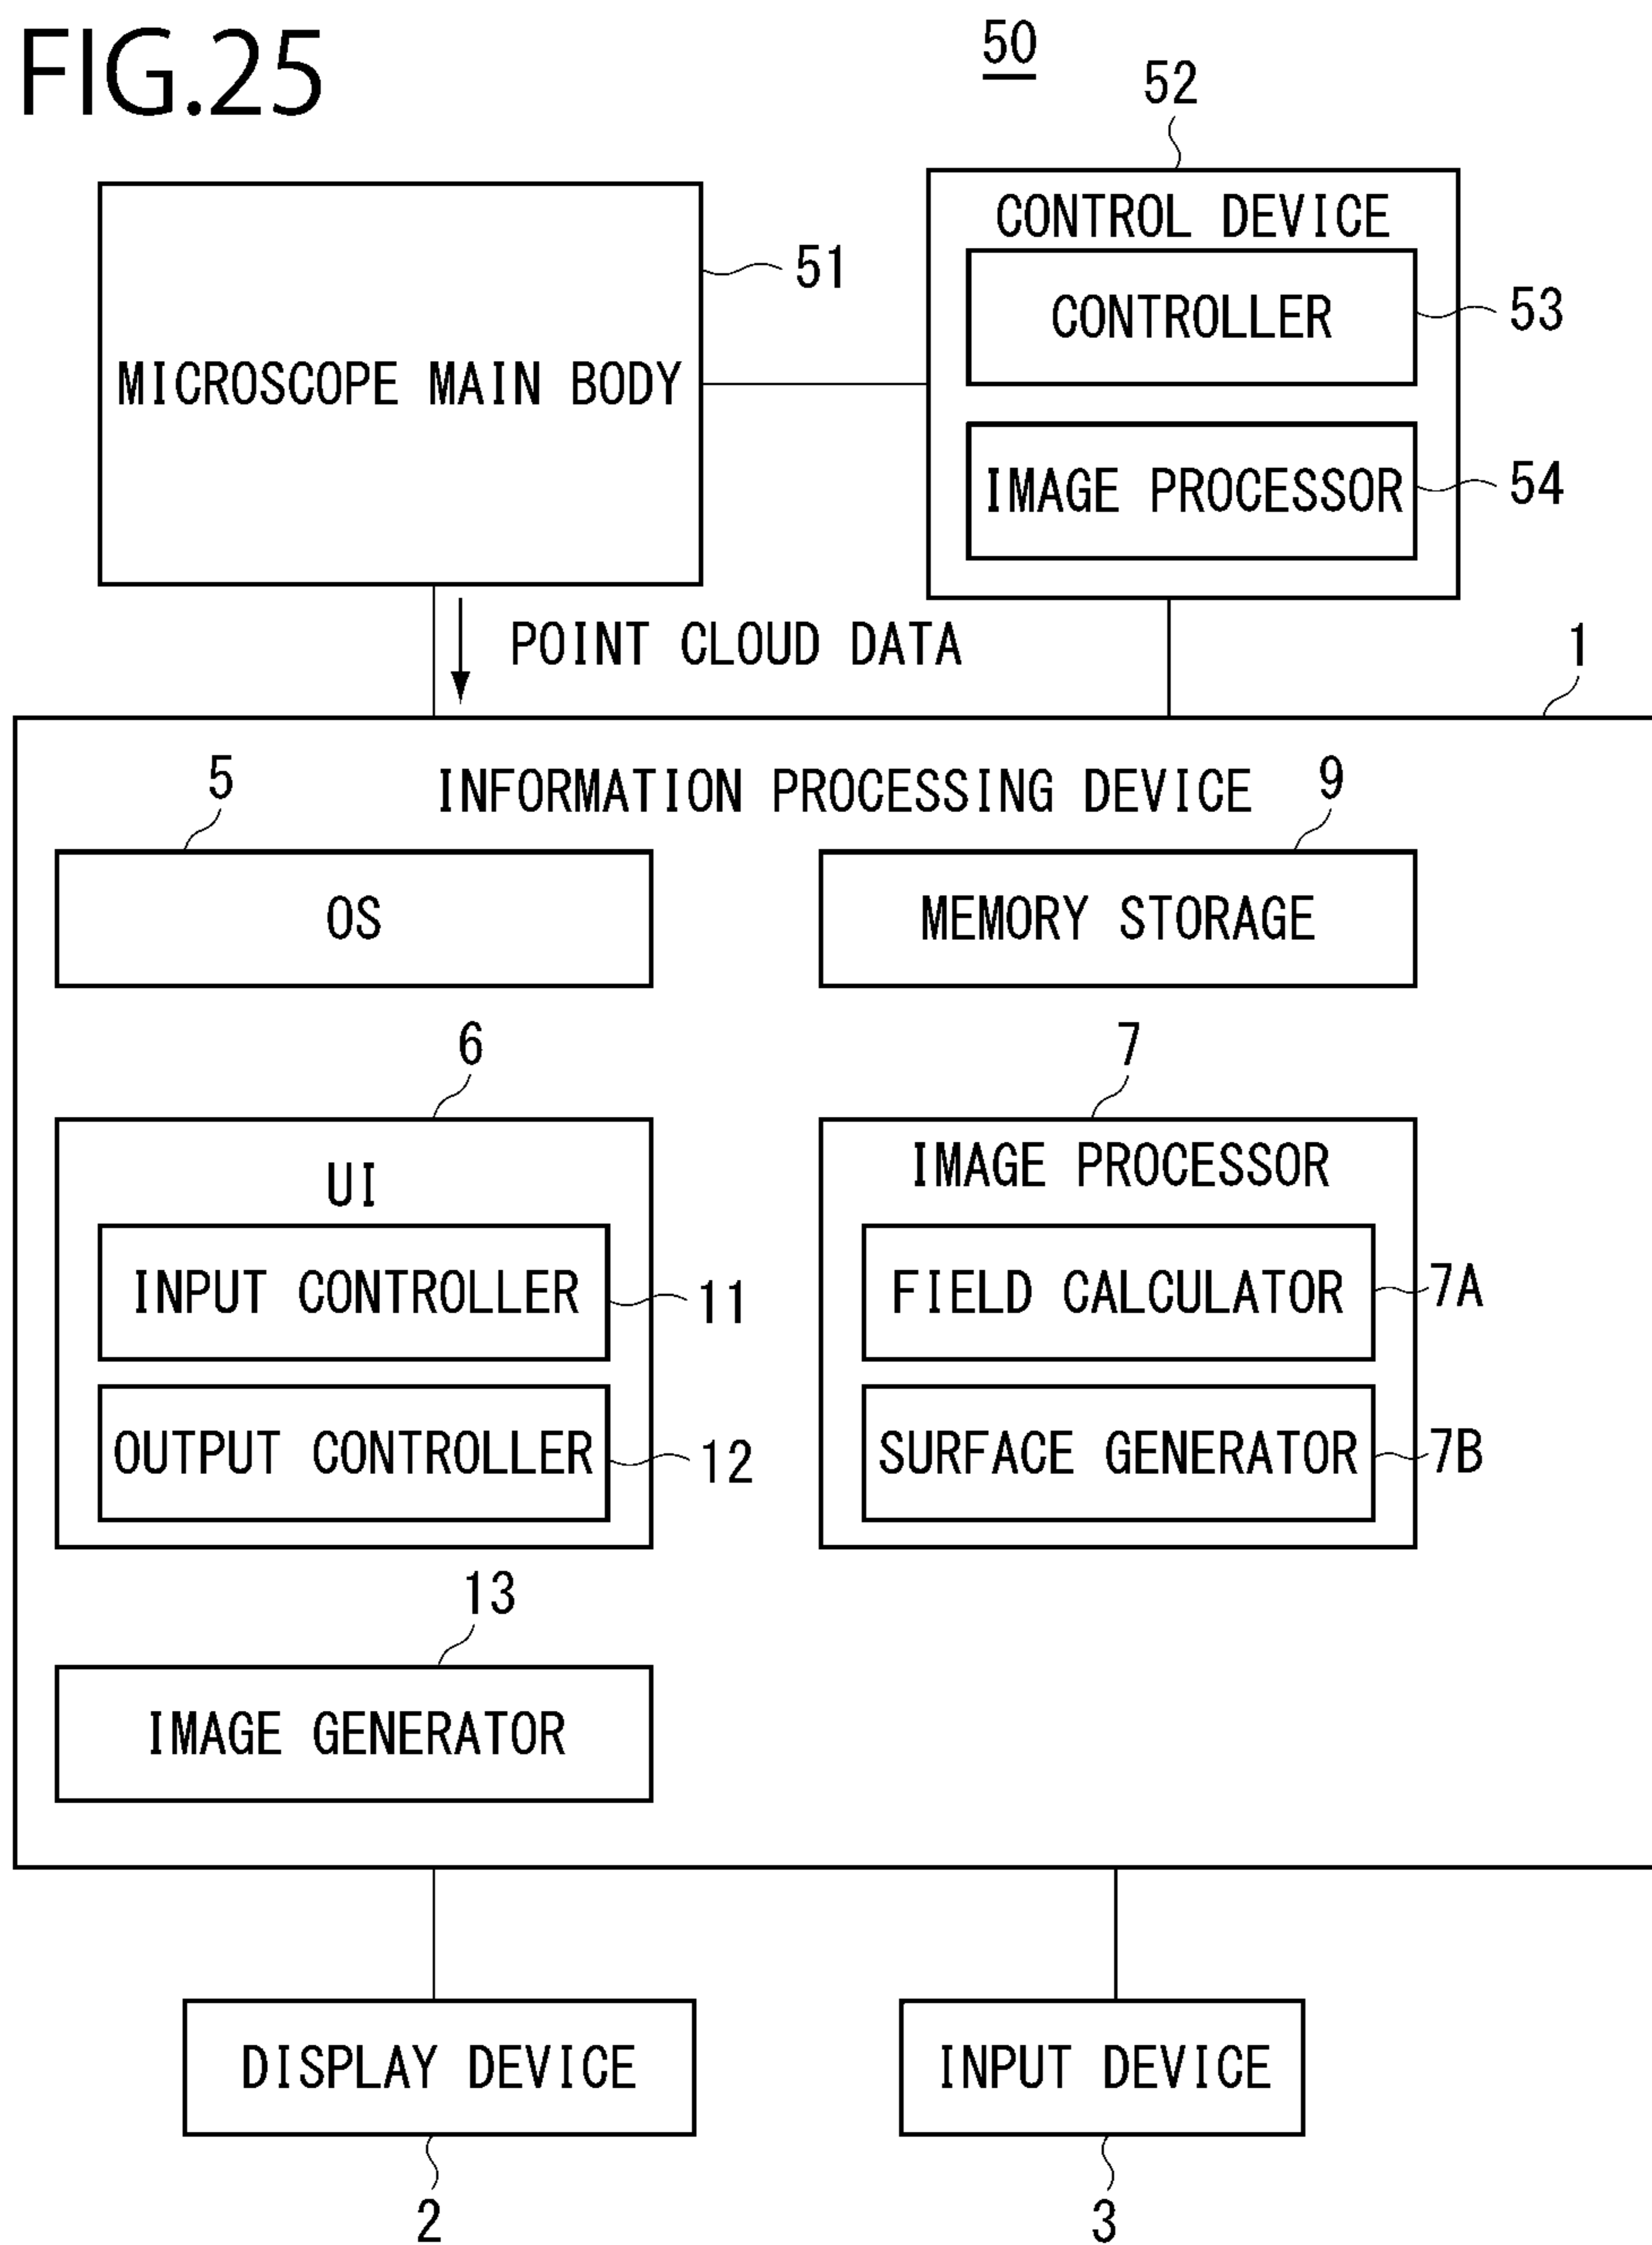 FIG.25
50
52
CONTROL DEVICE
51
CONTROLLER
53
MICROSCOPE MAIN BODY
IMAGE PROCESSOR
54
POINT CLOUD DATA
1
INFORMATION PROCESSING DEVICE
5
9
OS
MEMORY STORAGE
6
7
UI
IMAGE PROCESSOR
INPUT CONTROLLER
11
FIELD CALCULATOR
7A
OUTPUT CONTROLLER
12
SURFACE GENERATOR
7B
13
IMAGE GENERATOR
DISPLAY DEVICE
INPUT DEVICE
2
3